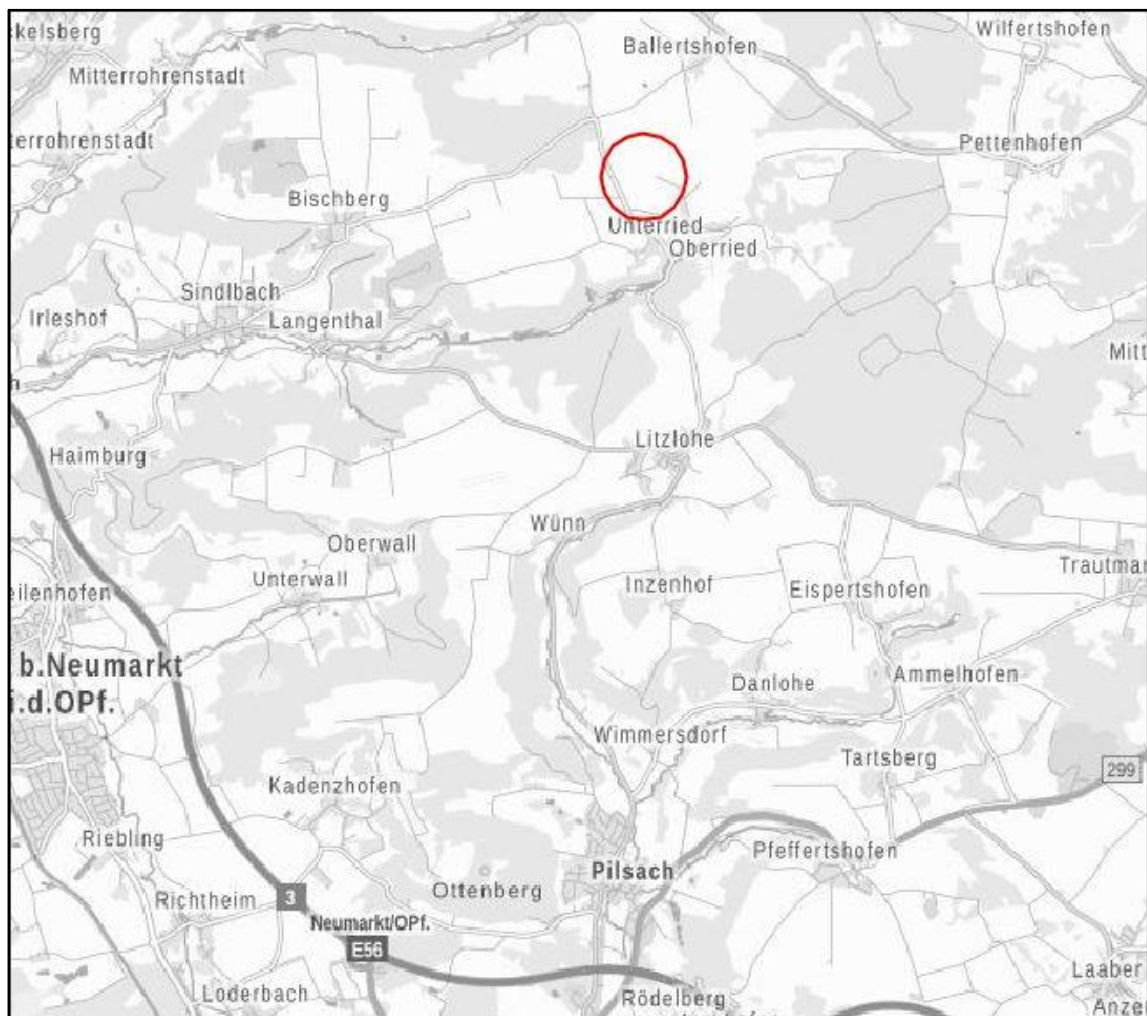 ckelsberg
Wilfertshofen
Ballertshofen
Mitterrohrenstadt
terrohrenstadt
Pettenhofen
Bischberg
Unterried
Oberried
Sindlbach
Irleshof
Langenthal
Mitt
n
Litzlohe
Haimburg
Wünn
Oberwall
Unterwall
Inzenhof
Eispertshofen
Trautmar
eilenhofen
b.Neumarkt
i.d.OPf.
Ammelhofen
Danlohe
Wimmersdorf
Tartsberg
299
Kadenzhofen
Riebling
Pfeffertshofen
Pilsach
Ottenberg
Richtheim
3
Neumarkt/OPf.
E56
Laaber
Loderbach
Rödelberg
Anze